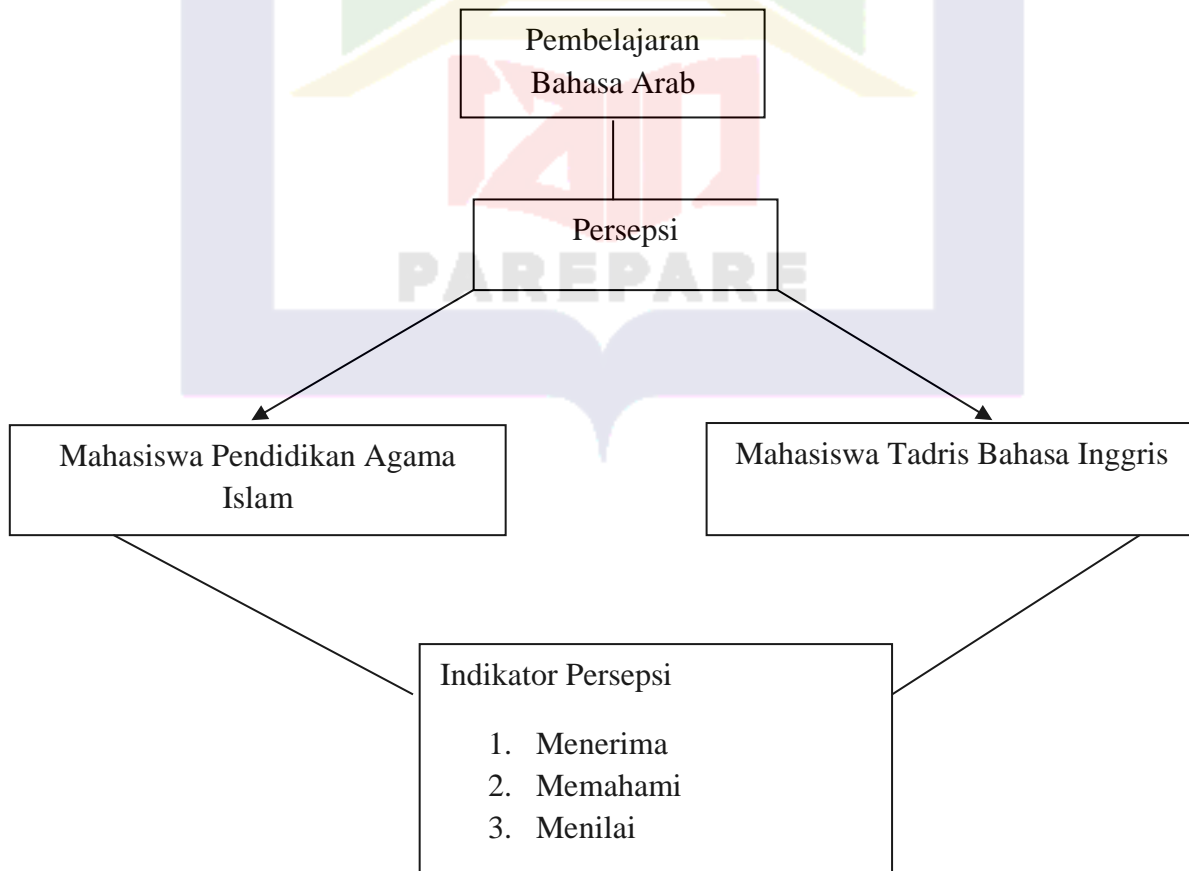 Pembelajaran
Bahasa Arab
Persepsi
PAREPARE
Mahasiswa Pendidikan Agama
Islam
Mahasiswa Tadris Bahasa Inggris
Indikator Persepsi
1. Menerima
2. Memahami
3. Menilai